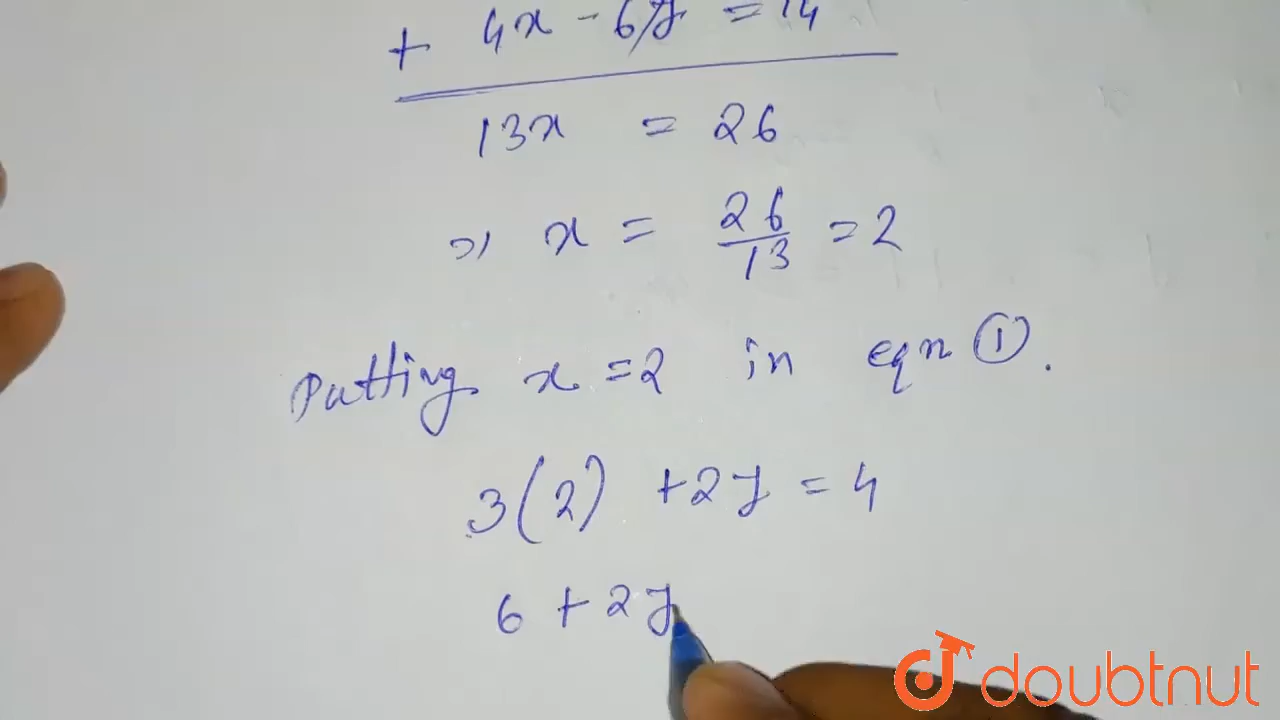 + 4x - 6y = 14
13x = 26
⇒ x = 26/13 = 2
Putting x = 2 in eqn ①.
3(2) + 2y = 4
6 + 2y
doubtnut